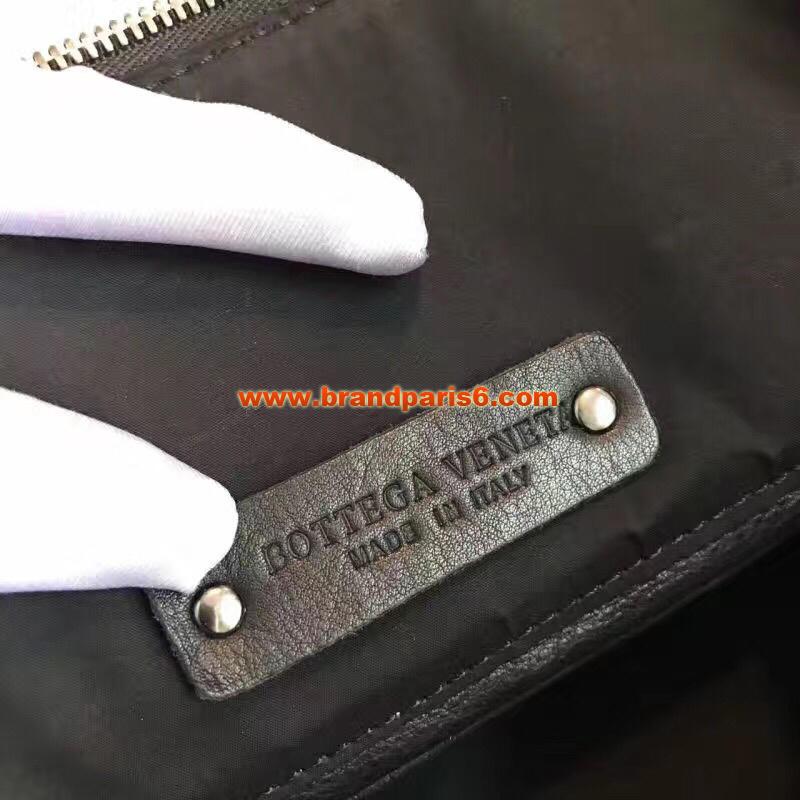 www.brandparis6.com
BOTTEGA VENETA
MADE IN ITALY